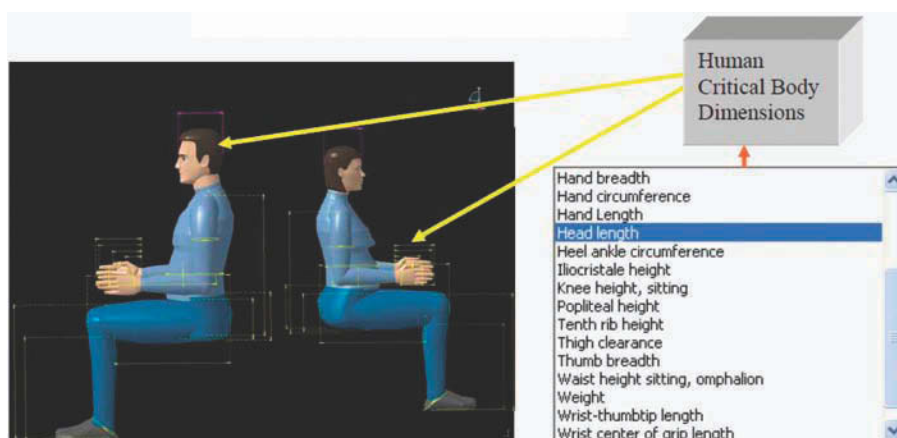 Human
Critical Body
Dimensions
Hand breadth
Hand circumference
Hand Length
Head length
Heel ankle circumference
Iliocristale height
Knee height, sitting
Popliteal height
Tenth rib height
Thigh clearance
Thumb breadth
Waist height sitting, omphalion
Weight
Wrist-thumbtip length
Wrist center of grip length